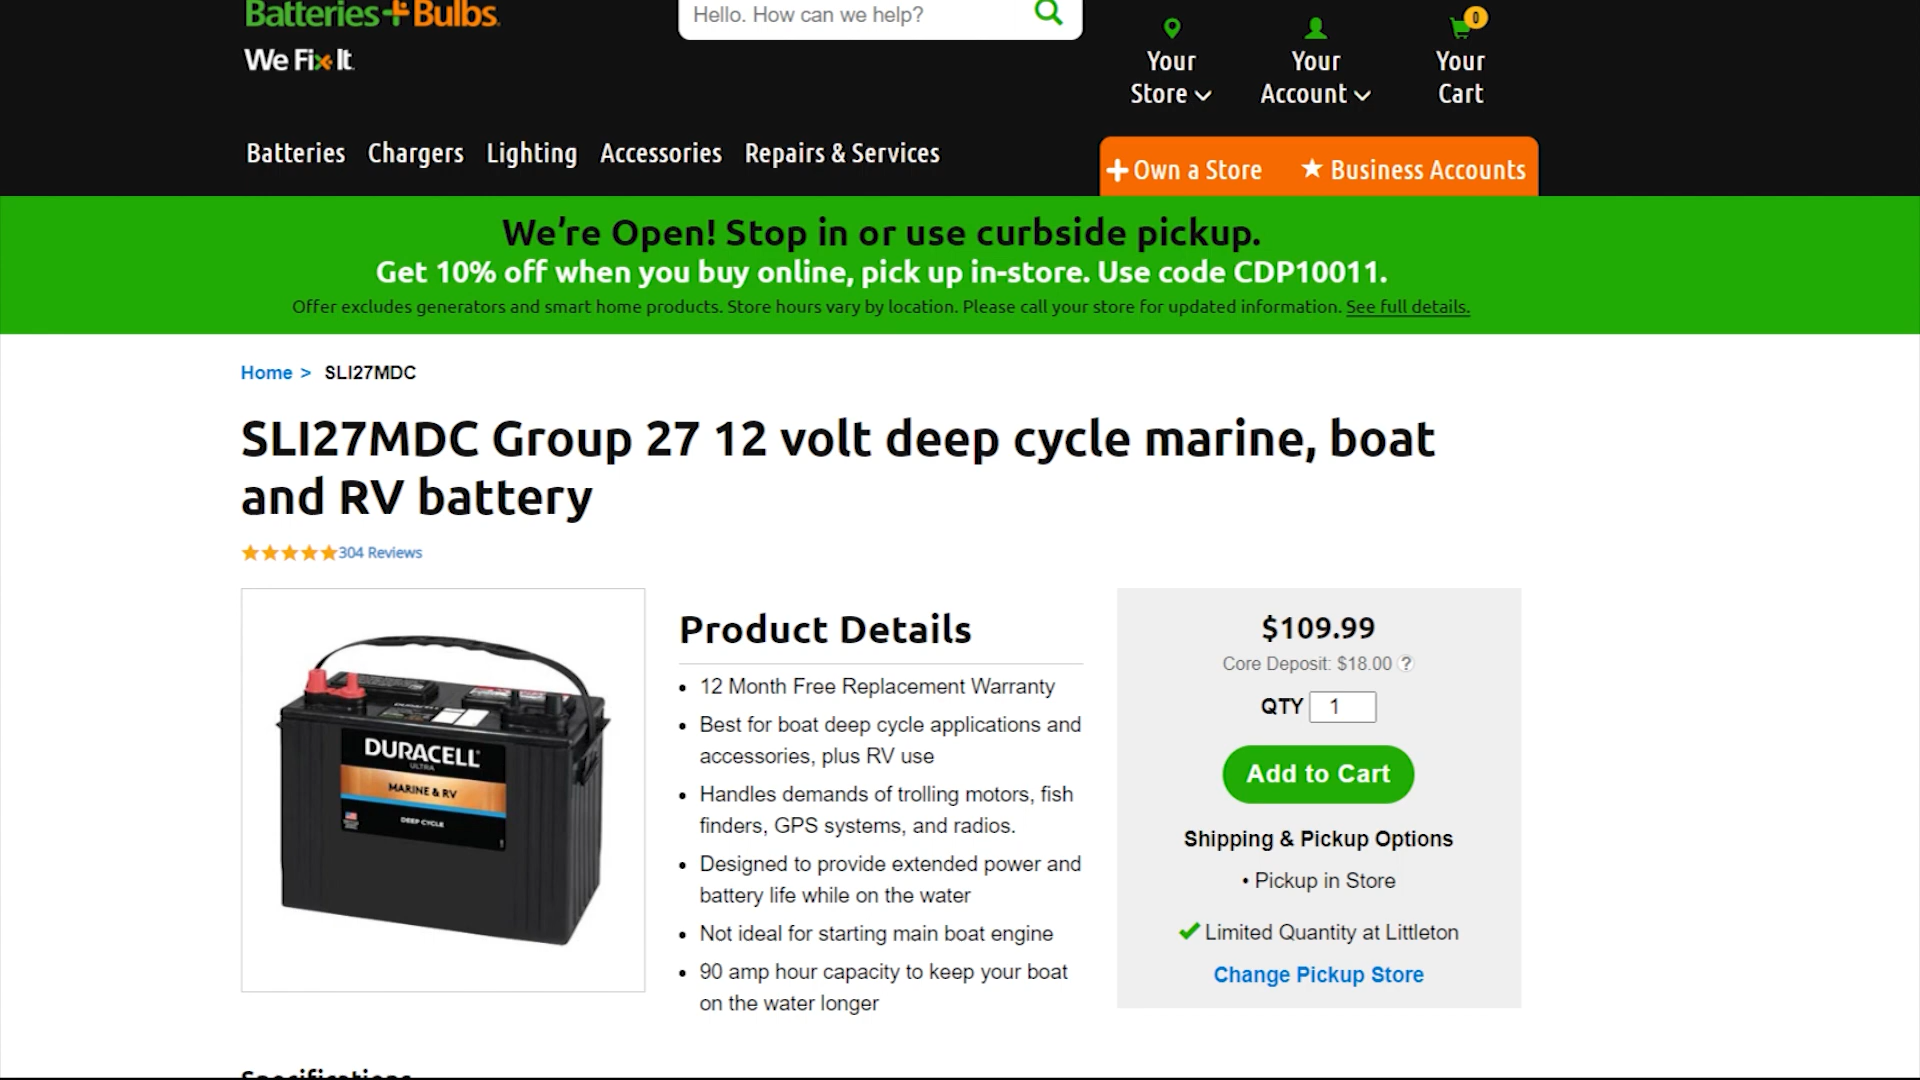 Batteries+Bulbs.
Hello. How can we help?
0
We Fix It.
Your Store
Your Account
Your Cart
Batteries Chargers Lighting Accessories Repairs & Services
+ Own a Store ★ Business Accounts
We're Open! Stop in or use curbside pickup.
Get 10% off when you buy online, pick up in-store. Use code CDP10011.
Offer excludes generators and smart home products. Store hours vary by location. Please call your store for updated information. See full details.
Home > SLI27MDC
SLI27MDC Group 27 12 volt deep cycle marine, boat
and RV battery
304 Reviews
DURACELL
ULTRA
MARINE & RV
DEEP CYCLE
Product Details
• 12 Month Free Replacement Warranty
• Best for boat deep cycle applications and
accessories, plus RV use
• Handles demands of trolling motors, fish
finders, GPS systems, and radios.
• Designed to provide extended power and
battery life while on the water
• Not ideal for starting main boat engine
• 90 amp hour capacity to keep your boat
on the water longer
$109.99
Core Deposit: $18.00 ?
QTY 1
Add to Cart
Shipping & Pickup Options
• Pickup in Store
Limited Quantity at Littleton
Change Pickup Store
Specifications